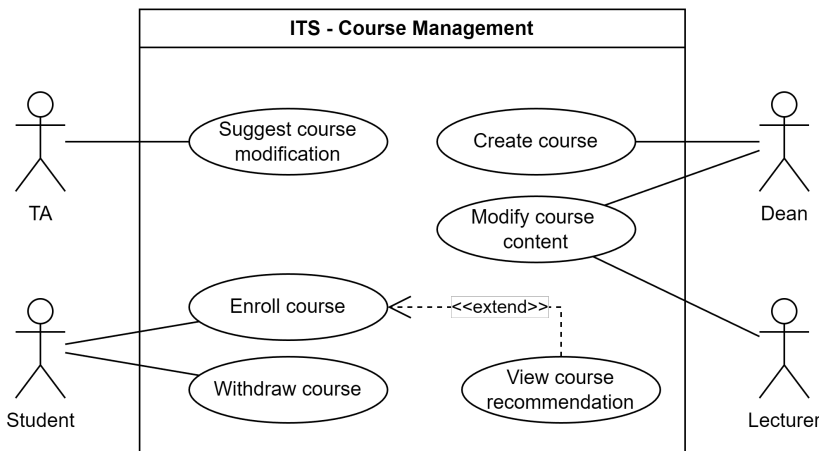 ITS - Course Management
Suggest course
modification
Create course
TA
Dean
Modify course
content
Enroll course
<<extend>>
Withdraw course
View course
recommendation
Student
Lecturer